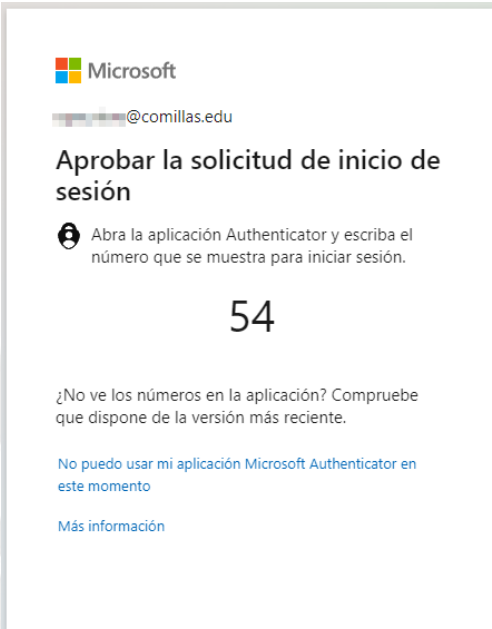 Microsoft
@comillas.edu
Aprobar la solicitud de inicio de
sesión
Abra la aplicación Authenticator y escriba el
número que se muestra para iniciar sesión.
54
¿No ve los números en la aplicación? Compruebe
que dispone de la versión más reciente.
No puedo usar mi aplicación Microsoft Authenticator en
este momento
Más información